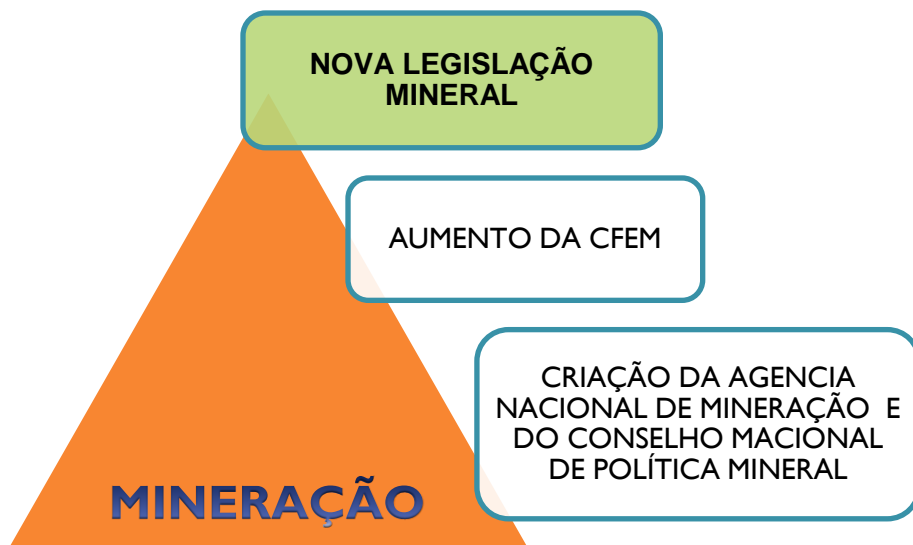 NOVA LEGISLAÇÃO
MINERAL
AUMENTO DA CFEM
CRIAÇÃO DA AGENCIA
NACIONAL DE MINERAÇÃO E
DO CONSELHO MACIONAL
DE POLÍTICA MINERAL
MINERAÇÃO